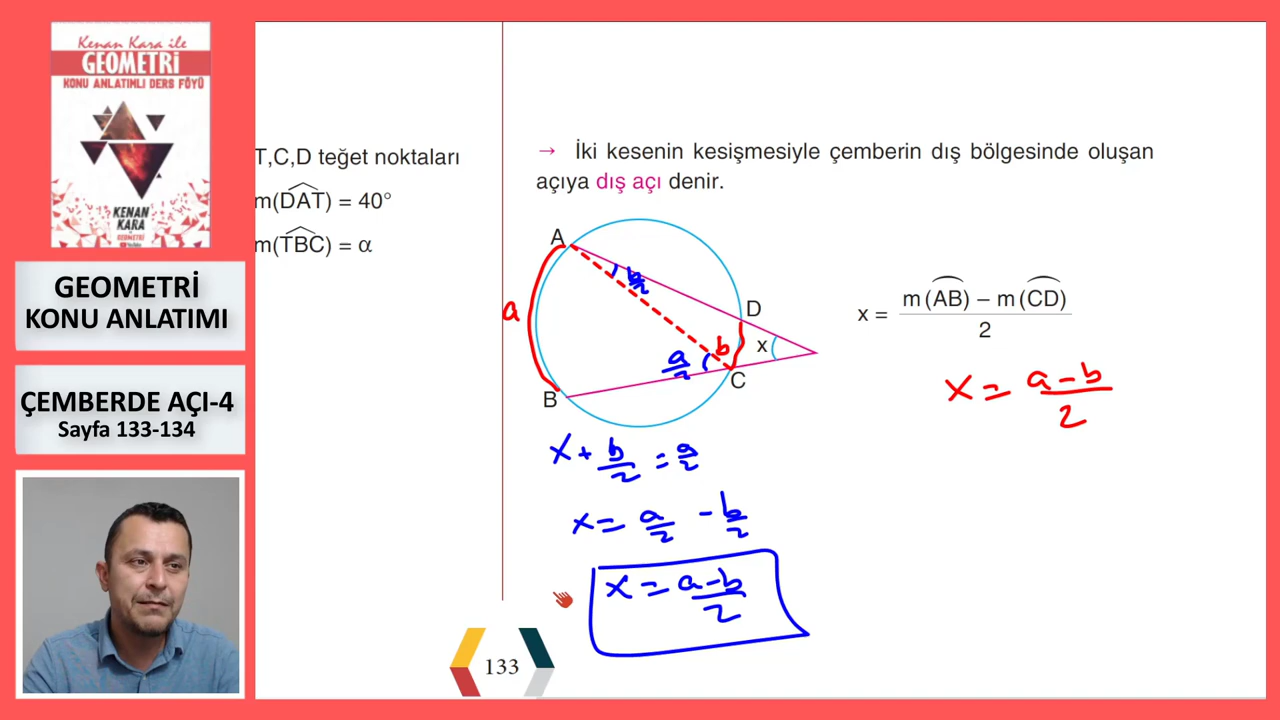 Kenan Kara ile
GEOMETRİ
KONU ANLATIMLI DERS FÖYÜ
KENAN
KARA
GEOMETRİ
GEOMETRİ
KONU ANLATIMI
ÇEMBERDE AÇI-4
Sayfa 133-134
T,C,D teğet noktaları
m(DAT) = 40°
m(TBC) = α
→ İki kesenin kesişmesiyle çemberin dış bölgesinde oluşan
açıya dış açı denir.
A
b/2
a
D
b
x
a/2
C
B
x = (m(AB) − m(CD))/2
x = (a-b)/2
x + b/2 = a/2
x = a/2 - b/2
x = (a-b)/2
133